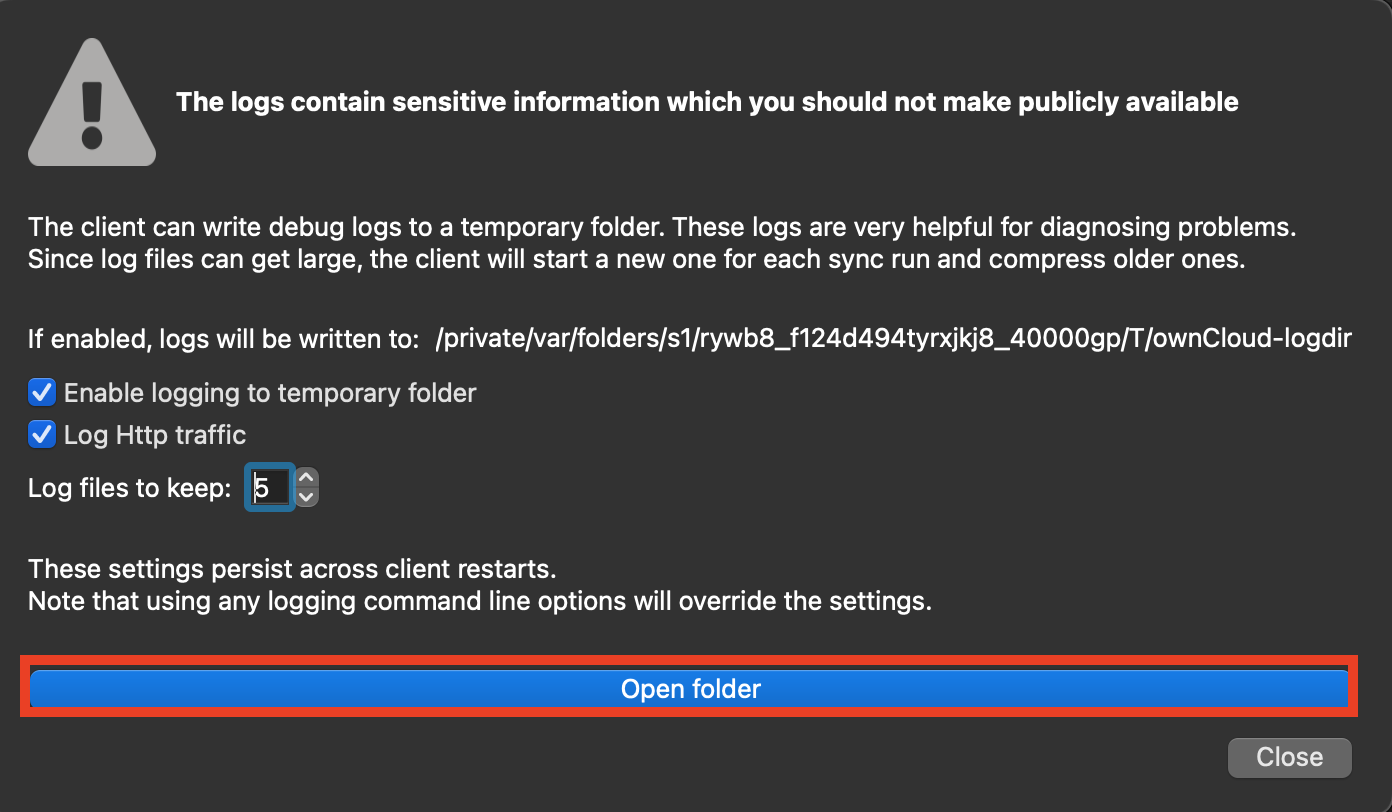 The logs contain sensitive information which you should not make publicly available
The client can write debug logs to a temporary folder. These logs are very helpful for diagnosing problems.
Since log files can get large, the client will start a new one for each sync run and compress older ones.
If enabled, logs will be written to: /private/var/folders/s1/rywb8_f124d494tyrxjkj8_40000gp/T/ownCloud-logdir
Enable logging to temporary folder
Log Http traffic
Log files to keep: 5
These settings persist across client restarts.
Note that using any logging command line options will override the settings.
Open folder
Close